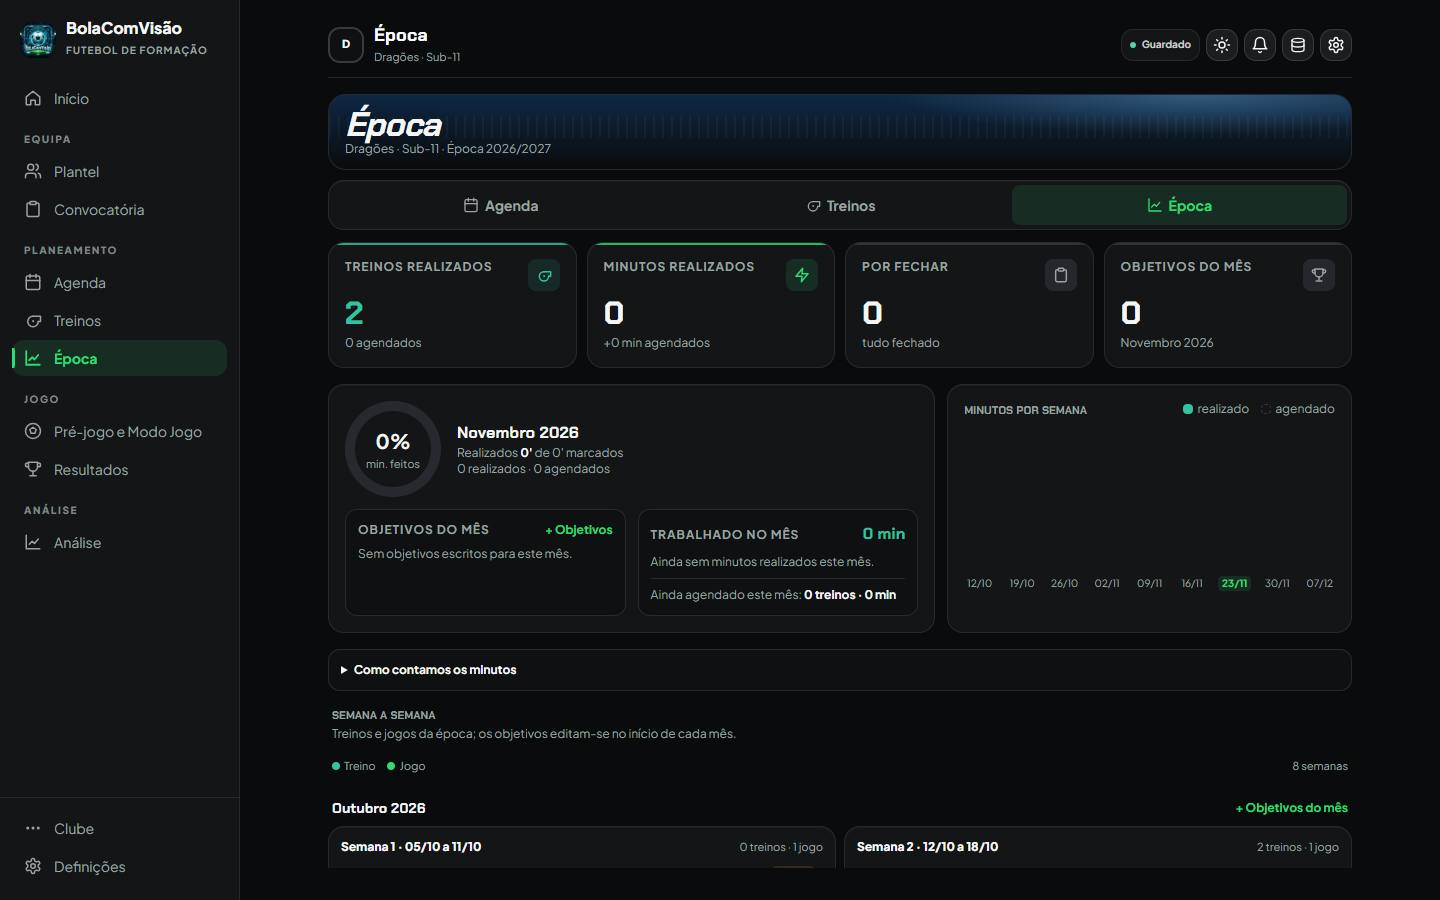 BolaComVisão
FUTEBOL DE FORMAÇÃO
Início
EQUIPA
Plantel
Convocatória
PLANEAMENTO
Agenda
Treinos
Época
JOGO
Pré-jogo e Modo Jogo
Resultados
ANÁLISE
Análise
Clube
Definições
D
Época
Dragões · Sub-11
Guardado
Época
Dragões · Sub-11 · Época 2026/2027
Agenda
Treinos
Época
TREINOS REALIZADOS
2
0 agendados
MINUTOS REALIZADOS
0
+0 min agendados
POR FECHAR
0
tudo fechado
OBJETIVOS DO MÊS
0
Novembro 2026
0%
min. feitos
Novembro 2026
Realizados 0' de 0' marcados
0 realizados · 0 agendados
OBJETIVOS DO MÊS
+ Objetivos
Sem objetivos escritos para este mês.
TRABALHADO NO MÊS
0 min
Ainda sem minutos realizados este mês.
Ainda agendado este mês: 0 treinos · 0 min
MINUTOS POR SEMANA
realizado
agendado
12/10 19/10 26/10 02/11 09/11 16/11 23/11 30/11 07/12
Como contamos os minutos
SEMANA A SEMANA
Treinos e jogos da época; os objetivos editam-se no início de cada mês.
Treino
Jogo
8 semanas
Outubro 2026
+ Objetivos do mês
Semana 1 · 05/10 a 11/10
0 treinos · 1 jogo
Semana 2 · 12/10 a 18/10
2 treinos · 1 jogo